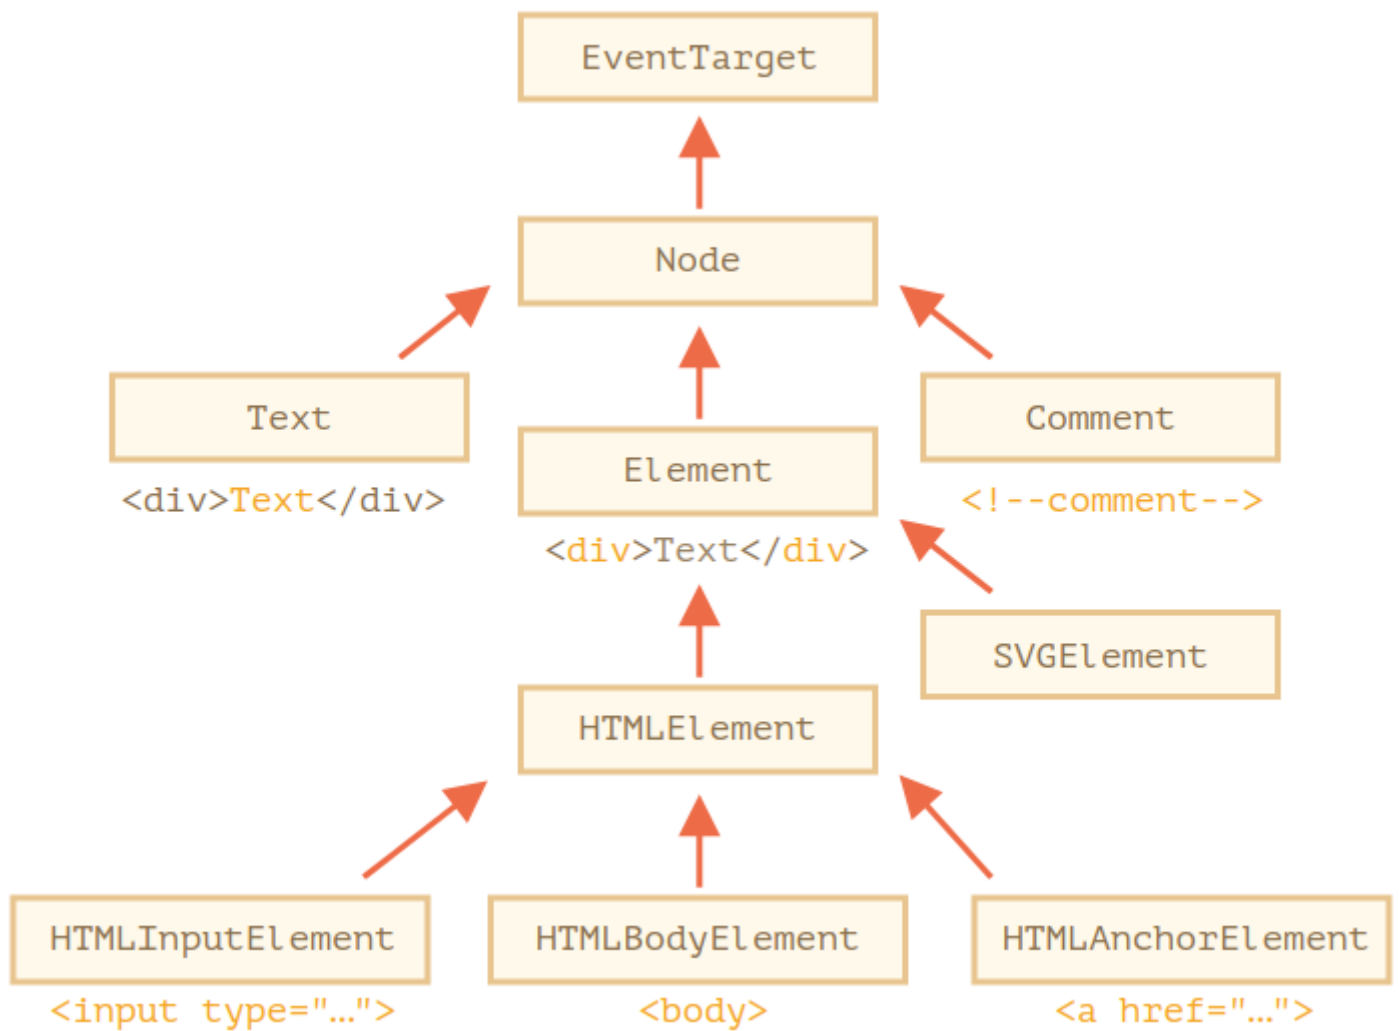 EventTarget
Node
Text
Comment
Element
<div>Text</div>
<!--comment-->
<div>Text</div>
SVGElement
HTMLElement
HTMLInputElement
HTMLBodyElement
HTMLAnchorElement
<input type="...">
<body>
<a href="...">